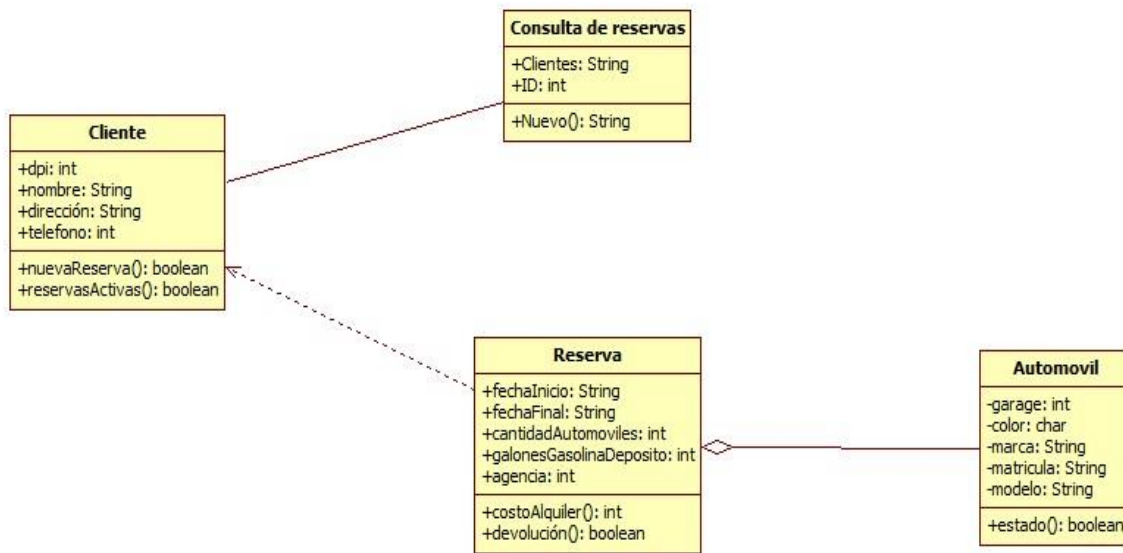 Consulta de reservas
+Clientes: String
+ID: int
+Nuevo(): String
Cliente
+dpi: int
+nombre: String
+dirección: String
+telefono: int
+nuevaReserva(): boolean
+reservasActivas(): boolean
Reserva
+fechaInicio: String
+fechaFinal: String
+cantidadAutomoviles: int
+galonesGasolinaDeposito: int
+agencia: int
+costoAlquiler(): int
+devolución(): boolean
Automovil
-garage: int
-color: char
-marca: String
-matricula: String
-modelo: String
+estado(): boolean